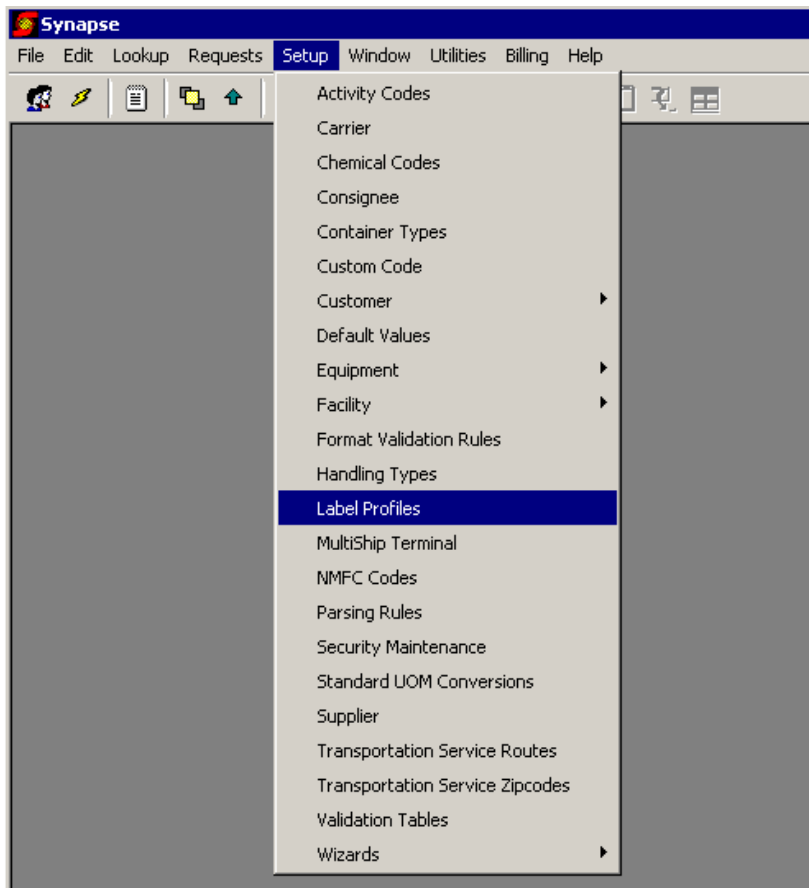 Synapse
File Edit Lookup Requests Setup Window Utilities Billing Help
Activity Codes
Carrier
Chemical Codes
Consignee
Container Types
Custom Code
Customer
Default Values
Equipment
Facility
Format Validation Rules
Handling Types
Label Profiles
MultiShip Terminal
NMFC Codes
Parsing Rules
Security Maintenance
Standard UOM Conversions
Supplier
Transportation Service Routes
Transportation Service Zipcodes
Validation Tables
Wizards